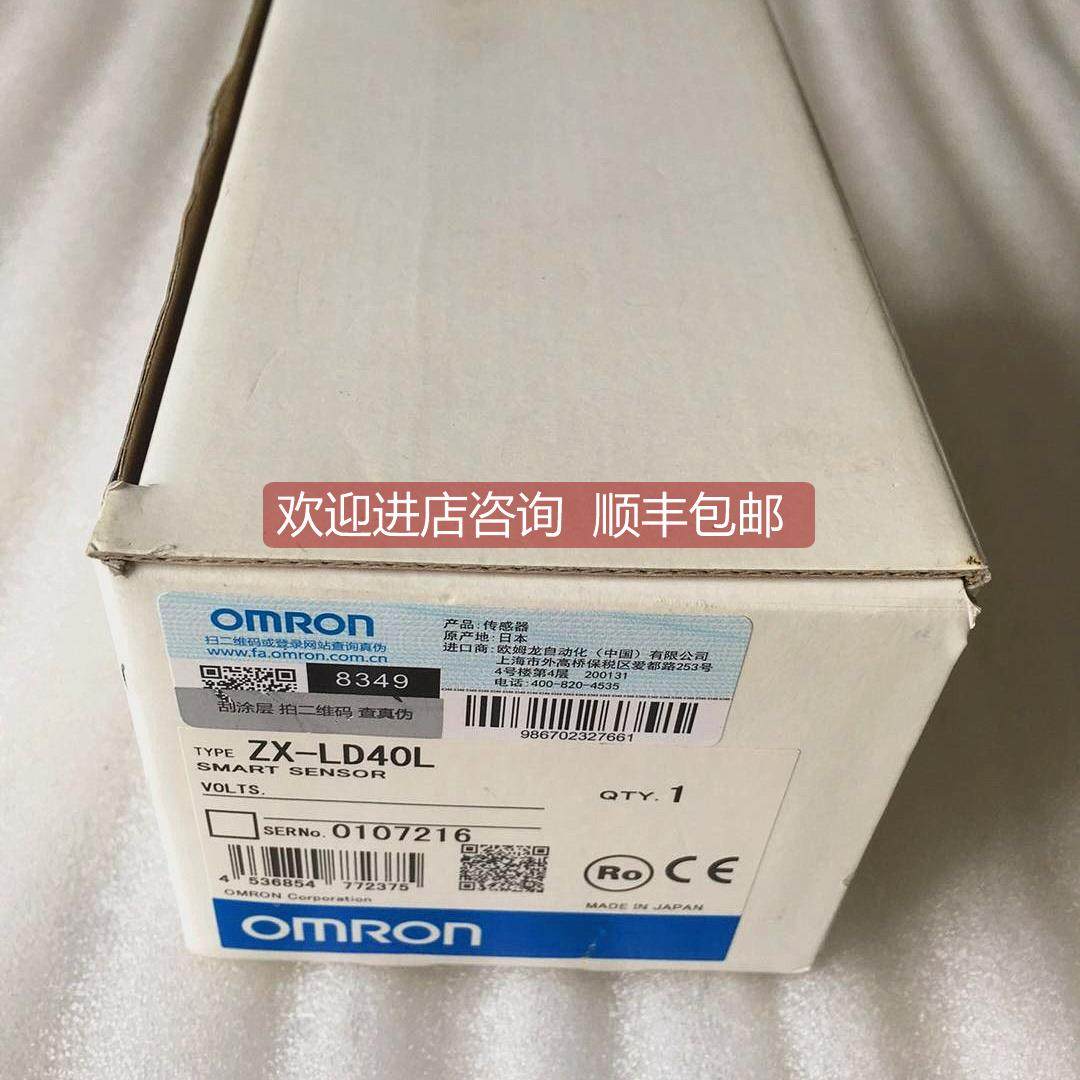 欢迎进店咨询 顺丰包邮
OMRON
扫二维码或登录网站查询真伪
www.fa.omron.com.cn
8349
刮涂层 扫二维码 查真伪
产品: 传感器
原产地: 日本
进口商: 欧姆龙自动化(中国)有限公司
上海市外高桥保税区爱都路253号
4号楼第4层 200131
电话: 400-820-4535
986702327661
TYPE ZX-LD40L
SMART SENSOR
VOLTS.
QTY. 1
SERNo. 0107216
4 536854 772375
OMRON Corporation
Ro CE
MADE IN JAPAN
OMRON